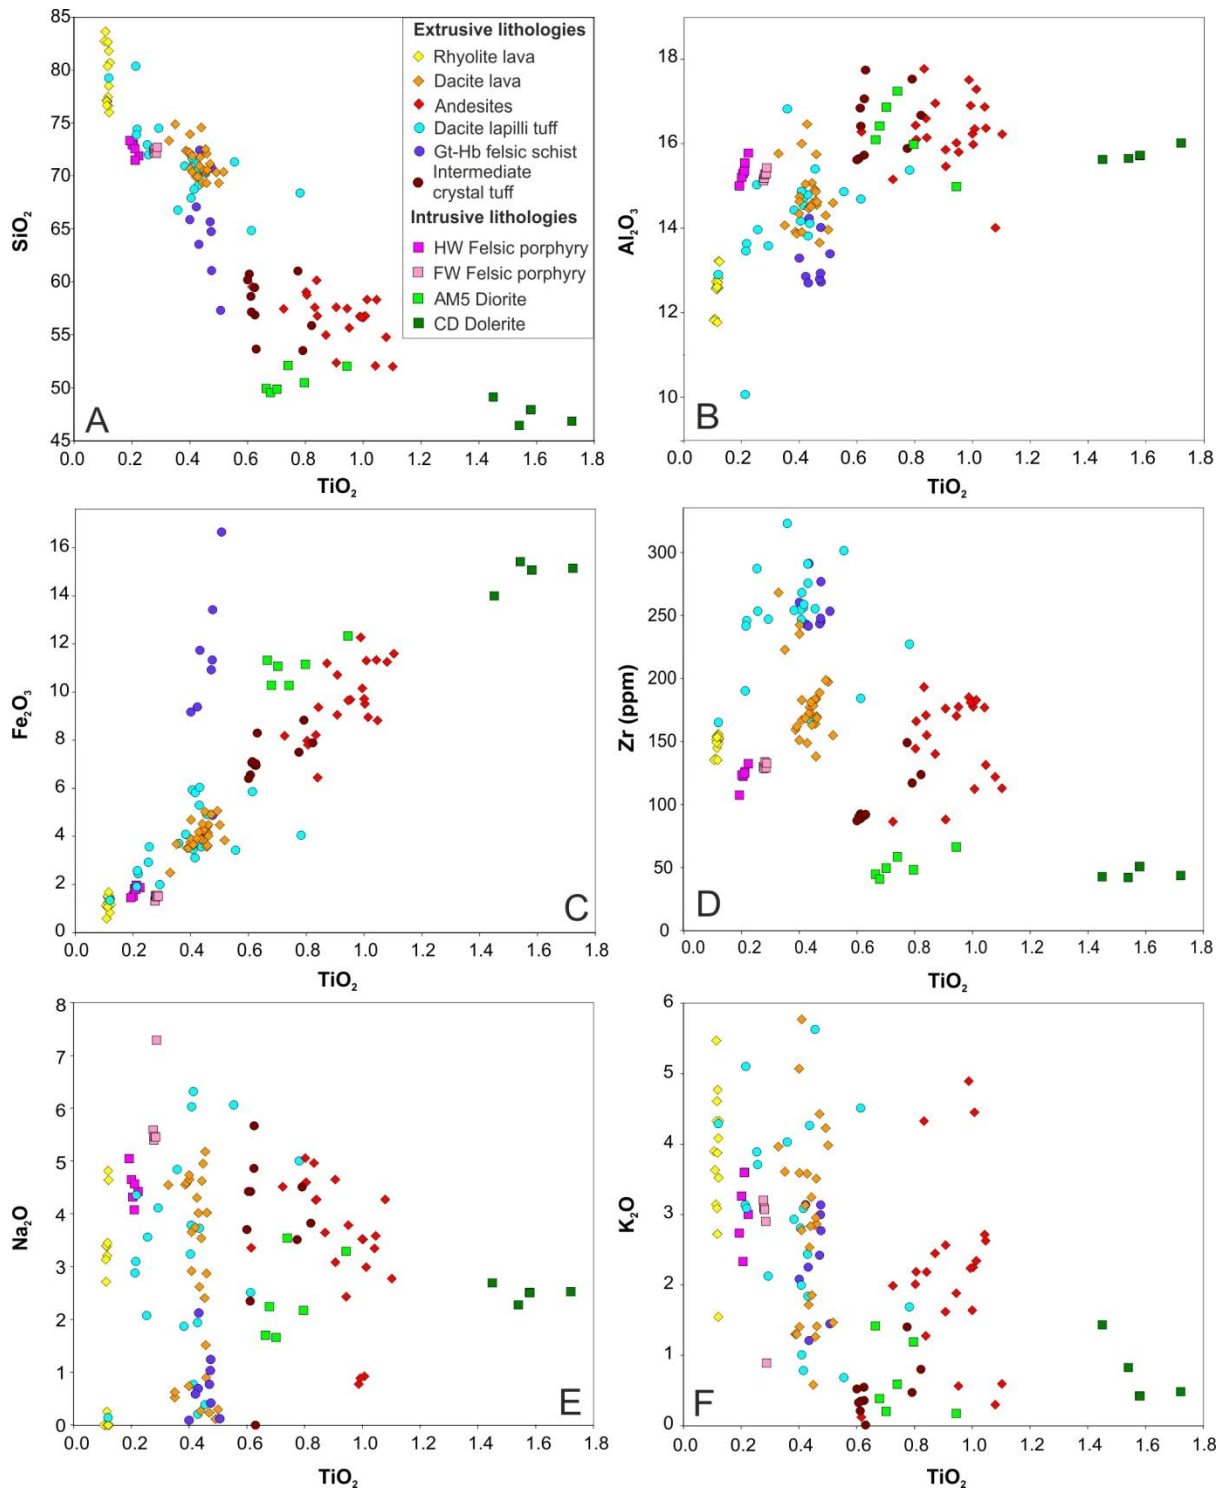 85
80
75
70
65
60
55
50
45
SiO₂
0.0 0.2 0.4 0.6 0.8 1.0 1.2 1.4 1.6 1.8
TiO₂
A
Extrusive lithologies
Rhyolite lava
Dacite lava
Andesites
Dacite lapilli tuff
Gt-Hb felsic schist
Intermediate
crystal tuff
Intrusive lithologies
HW Felsic porphyry
FW Felsic porphyry
AM5 Diorite
CD Dolerite
18
16
14
12
10
Al₂O₃
0.0 0.2 0.4 0.6 0.8 1.0 1.2 1.4 1.6 1.8
TiO₂
B
16
14
12
10
8
6
4
2
0
Fe₂O₃
0.0 0.2 0.4 0.6 0.8 1.0 1.2 1.4 1.6 1.8
TiO₂
C
300
250
200
150
100
50
0
Zr (ppm)
0.0 0.2 0.4 0.6 0.8 1.0 1.2 1.4 1.6 1.8
TiO₂
D
8
7
6
5
4
3
2
1
0
Na₂O
0.0 0.2 0.4 0.6 0.8 1.0 1.2 1.4 1.6 1.8
TiO₂
E
6
5
4
3
2
1
0
K₂O
0.0 0.2 0.4 0.6 0.8 1.0 1.2 1.4 1.6 1.8
TiO₂
F